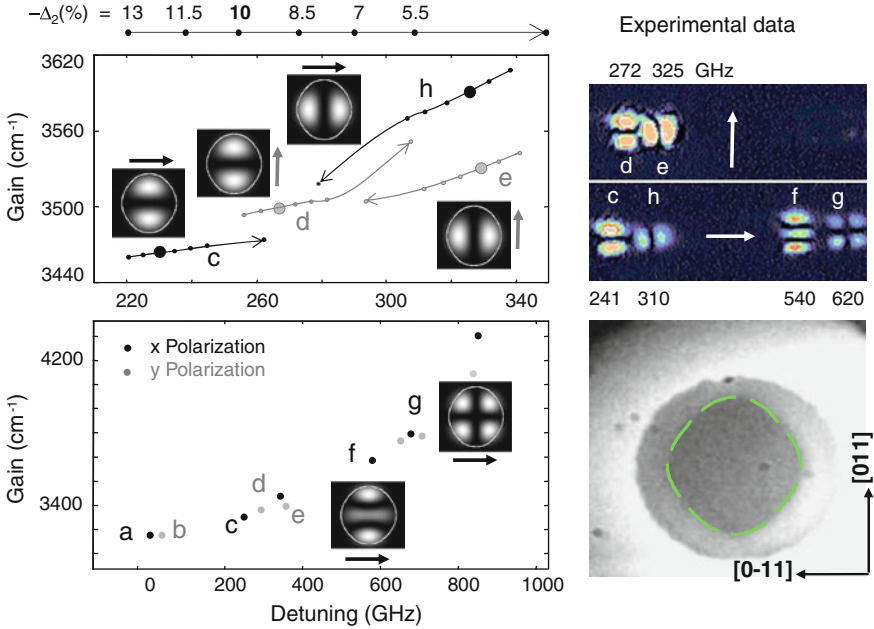 −Δ₂(%) = 13 11.5 10 8.5 7 5.5
Experimental data
3620
3560
3500
3440
Gain (cm⁻¹)
h
d
e
c
220 260 300 340
272 325 GHz
d e
c h f g
241 310 540 620
4200
3400
Gain (cm⁻¹)
x Polarization
y Polarization
g
f
d
c e
a b
0 200 400 600 800 1000
Detuning (GHz)
[011]
[0-11]